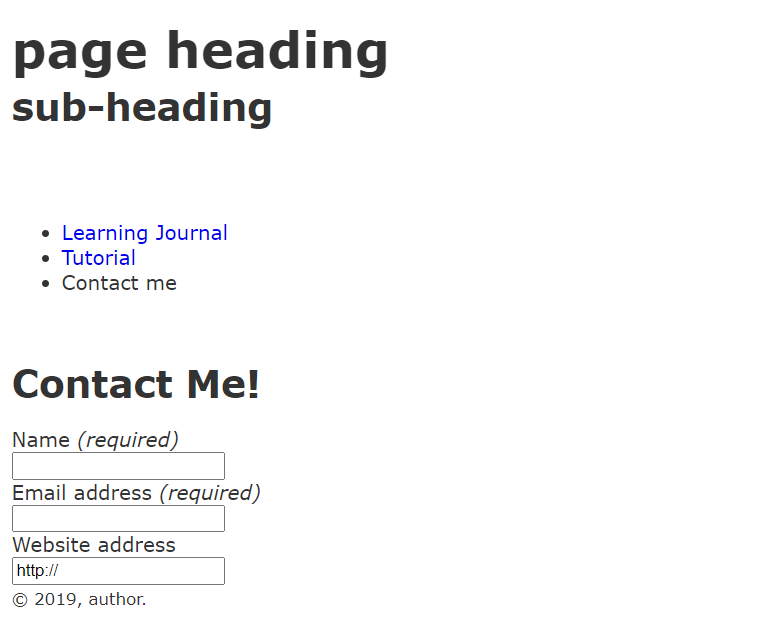 page heading
sub-heading
Learning Journal
Tutorial
Contact me
Contact Me!
Name (required)
Email address (required)
Website address
http://
© 2019, author.